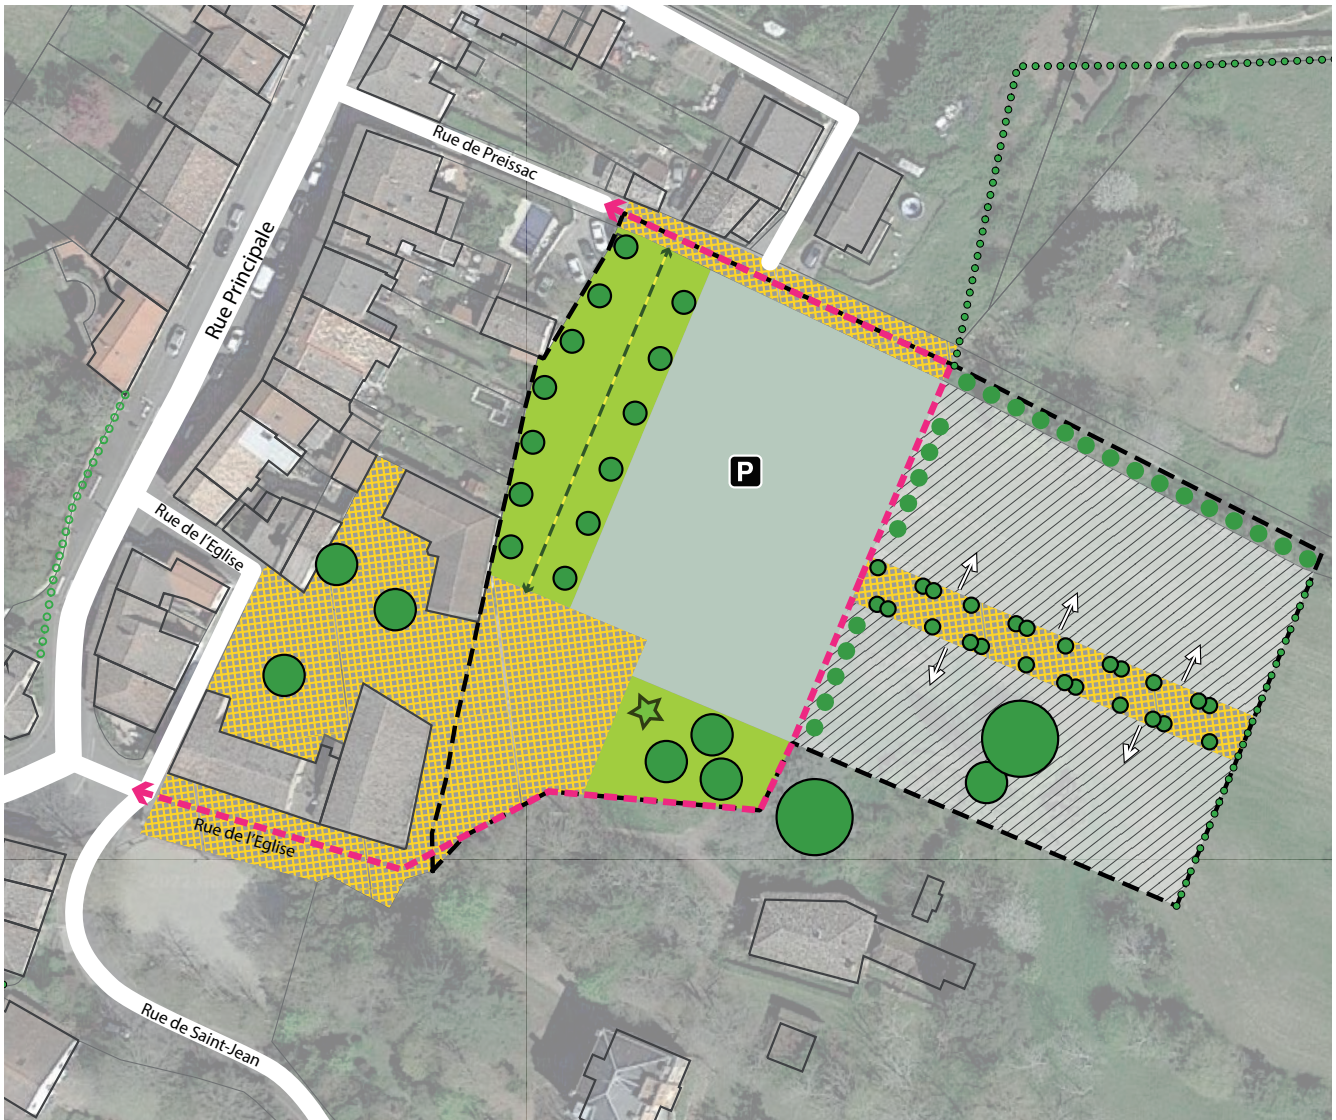 Rue de Preissac
Rue Principale
P
Rue de l'Eglise
Rue de l'Eglise
Rue de Saint-Jean